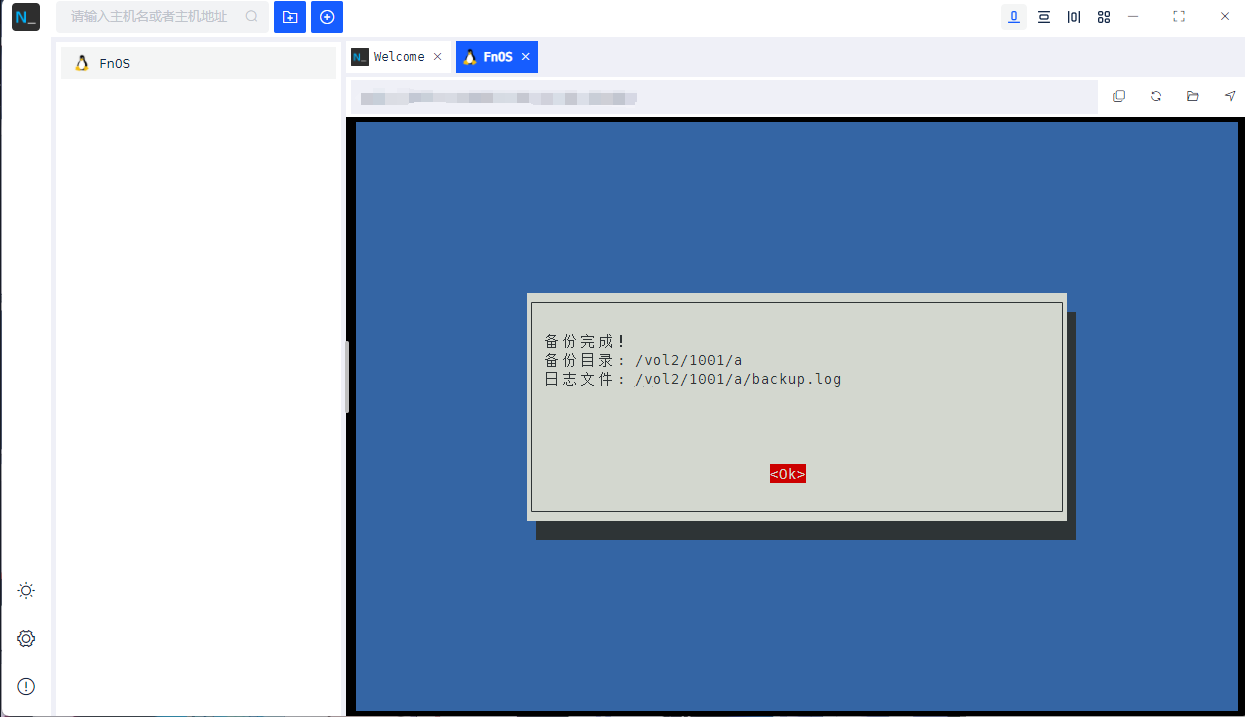 N_
请输入主机名或者主机地址
FnOS
N_ Welcome
FnOS
备份完成!
备份目录: /vol2/1001/a
日志文件: /vol2/1001/a/backup.log
<Ok>